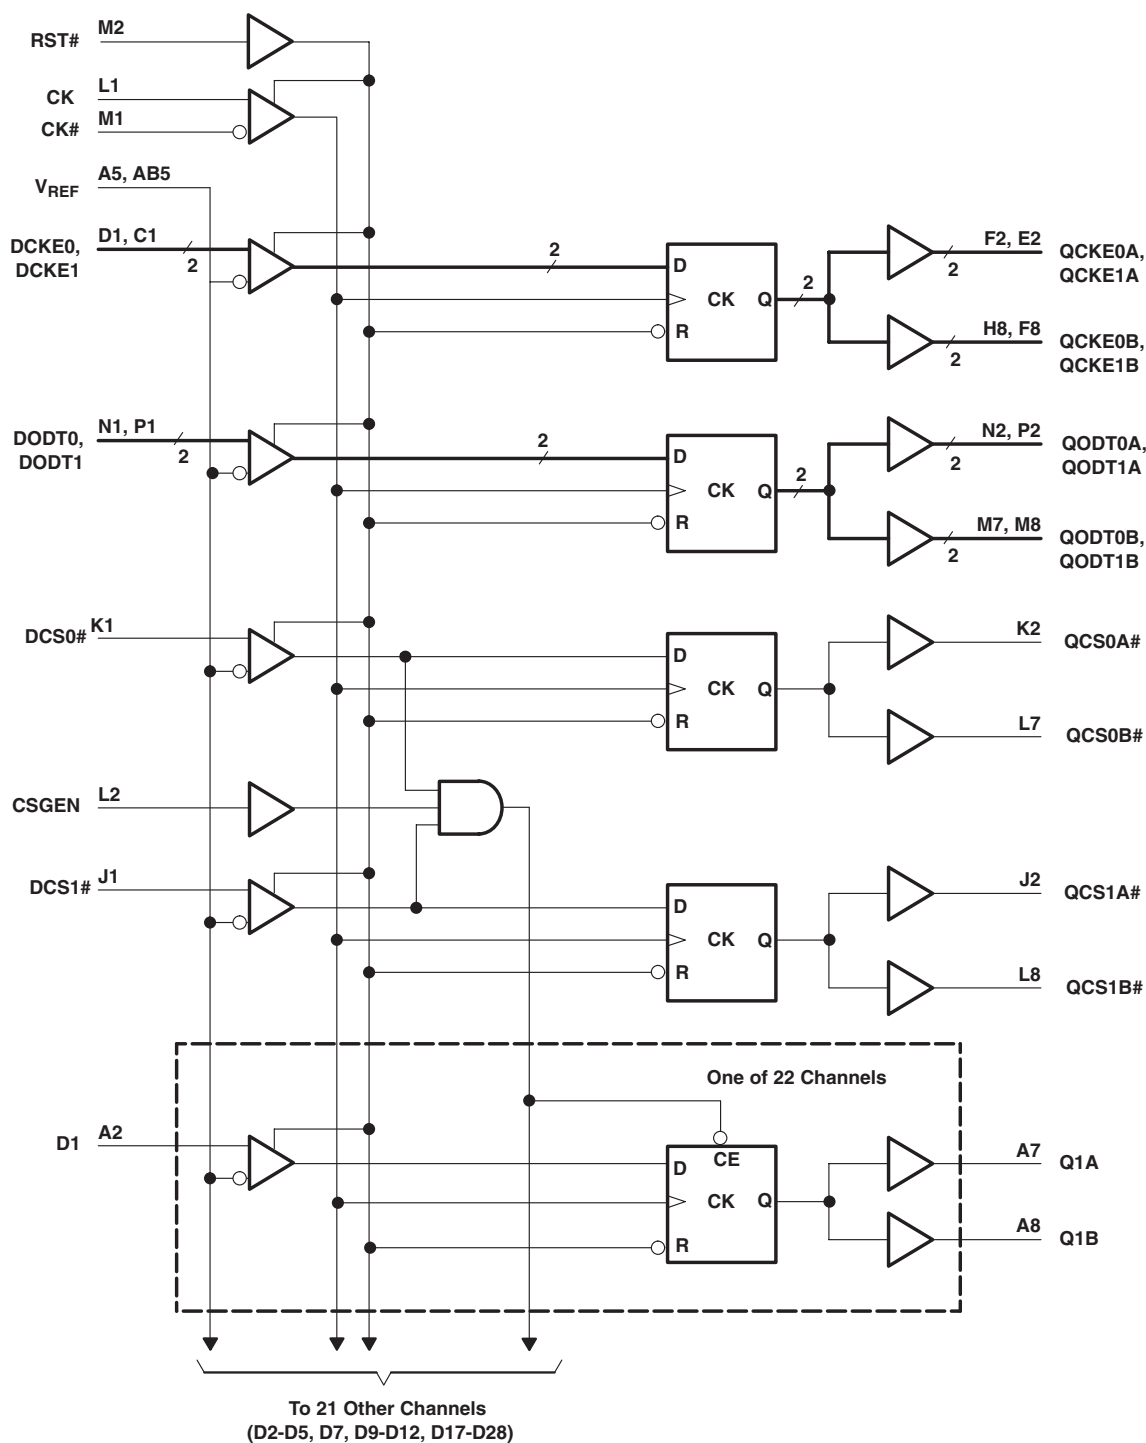 RST# M2
CK L1
CK# M1
VREF A5, AB5
DCKE0, D1, C1
DCKE1 2
2
D
CK Q
R
2
F2, E2 QCKE0A,
2 QCKE1A
H8, F8 QCKE0B,
2 QCKE1B
DODT0, N1, P1
DODT1 2
2
D
CK Q
R
2
N2, P2 QODT0A,
2 QODT1A
M7, M8 QODT0B,
2 QODT1B
DCS0# K1
D
CK Q
R
K2 QCS0A#
L7 QCS0B#
CSGEN L2
DCS1# J1
D
CK Q
R
J2 QCS1A#
L8 QCS1B#
One of 22 Channels
D1 A2
CE
D
CK Q
R
A7 Q1A
A8 Q1B
To 21 Other Channels
(D2-D5, D7, D9-D12, D17-D28)